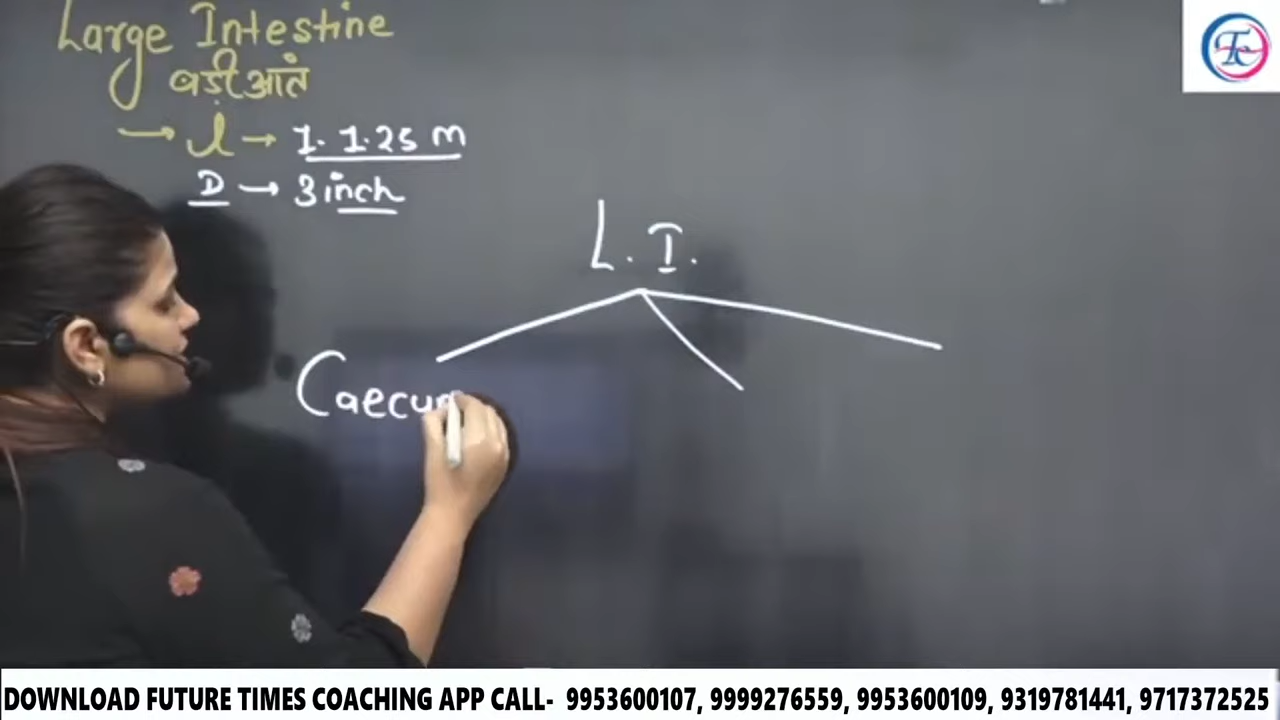 Large Intestine
बड़ी आंत
→ l → 1. 1.25 m
D → 3 inch
L. I.
Caecu
DOWNLOAD FUTURE TIMES COACHING APP CALL- 9953600107, 9999276559, 9953600109, 9319781441, 9717372525